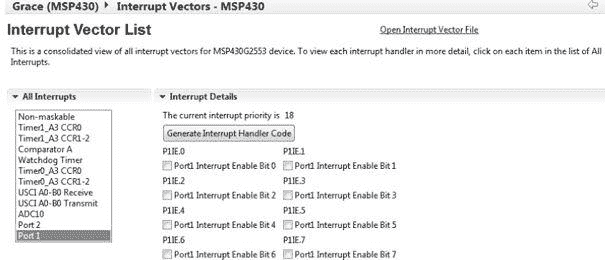 Grace (MSP430) ▸ Interrupt Vectors - MSP430
Interrupt Vector List
Open Interrupt Vector File
This is a consolidated view of all interrupt vectors for MSP430G2553 device. To view each interrupt handler in more detail, click on each item in the list of All
Interrupts.
All Interrupts
Non-maskable
Timer1_A3 CCR0
Timer1_A3 CCR1-2
Comparator A
Watchdog Timer
Timer0_A3 CCR0
Timer0_A3 CCR1-2
USCI A0-B0 Receive
USCI A0-B0 Transmit
ADC10
Port 2
Port 1
Interrupt Details
The current interrupt priority is 18
Generate Interrupt Handler Code
P1IE.0 P1IE.1
Port1 Interrupt Enable Bit 0 Port1 Interrupt Enable Bit 1
P1IE.2 P1IE.3
Port1 Interrupt Enable Bit 2 Port1 Interrupt Enable Bit 3
P1IE.4 P1IE.5
Port1 Interrupt Enable Bit 4 Port1 Interrupt Enable Bit 5
P1IE.6 P1IE.7
Port1 Interrupt Enable Bit 6 Port1 Interrupt Enable Bit 7